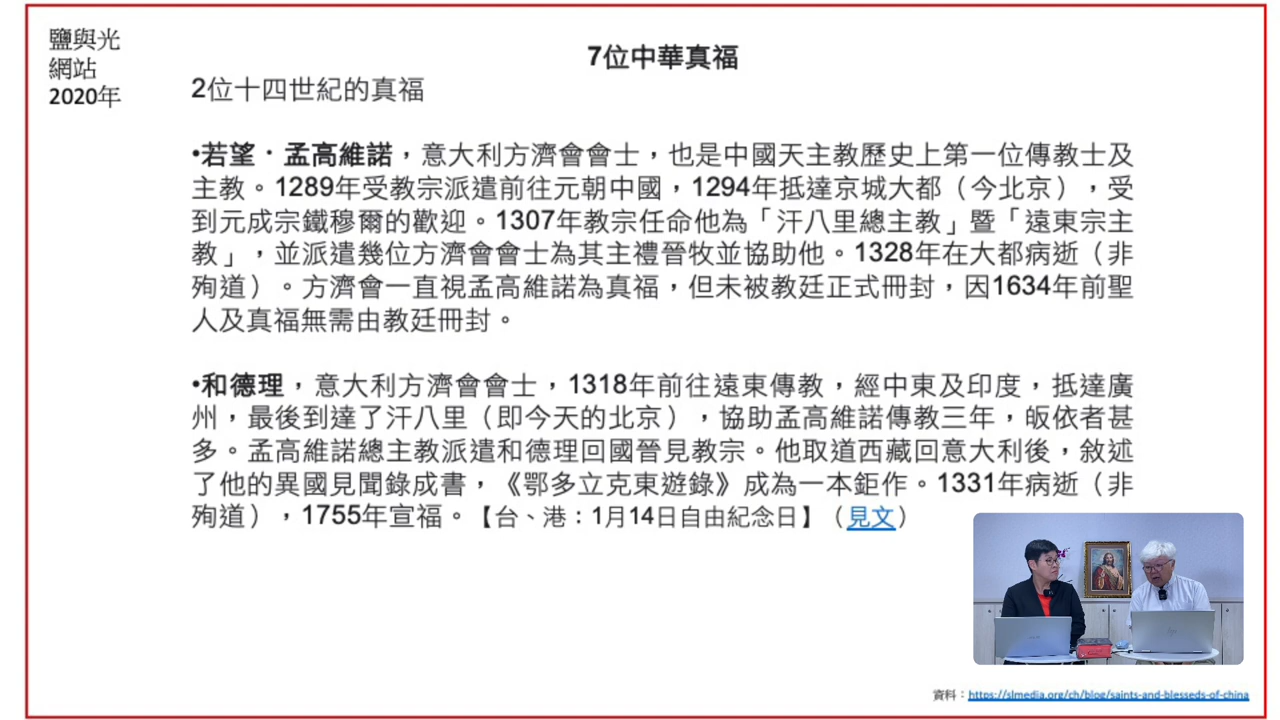 鹽與光
網站
2020年
7位中華真福
2位十四世紀的真福
•若望．孟高維諾，意大利方濟會會士，也是中國天主教歷史上第一位傳教士及
主教。1289年受教宗派遣前往元朝中國，1294年抵達京城大都（今北京），受
到元成宗鐵穆爾的歡迎。1307年教宗任命他為「汗八里總主教」暨「遠東宗主
教」，並派遣幾位方濟會會士為其主禮晉牧並協助他。1328年在大都病逝（非
殉道）。方濟會一直視孟高維諾為真福，但未被教廷正式冊封，因1634年前聖
人及真福無需由教廷冊封。
•和德理，意大利方濟會會士，1318年前往遠東傳教，經中東及印度，抵達廣
州，最後到達了汗八里（即今天的北京），協助孟高維諾傳教三年，皈依者甚
多。孟高維諾總主教派遣和德理回國晉見教宗。他取道西藏回意大利後，敘述
了他的異國見聞錄成書，《鄂多立克東遊錄》成為一本鉅作。1331年病逝（非
殉道），1755年宣福。【台、港：1月14日自由紀念日】（見文）
資料：https://slmedia.org/ch/blog/saints-and-blesseds-of-china